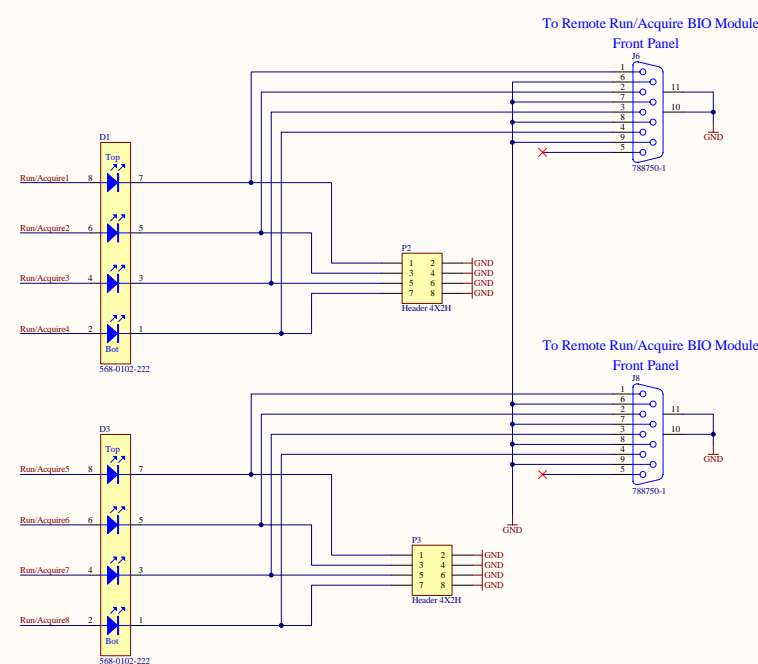 To Remote Run/Acquire BIO Module
Front Panel
J6
1
6
2
7
3
8
4
9
5
11
10
GND
788750-1
D1
Top
Run/Acquire1 8 7
Run/Acquire2 6 5
Run/Acquire3 4 3
Run/Acquire4 2 1
Bot
568-0102-222
P2
1 2 GND
3 4 GND
5 6 GND
7 8 GND
Header 4X2H
To Remote Run/Acquire BIO Module
Front Panel
J8
1
6
2
7
3
8
4
9
5
11
10
GND
788750-1
GND
D3
Top
Run/Acquire5 8 7
Run/Acquire6 6 5
Run/Acquire7 4 3
Run/Acquire8 2 1
Bot
568-0102-222
P3
1 2 GND
3 4 GND
5 6 GND
7 8 GND
Header 4X2H